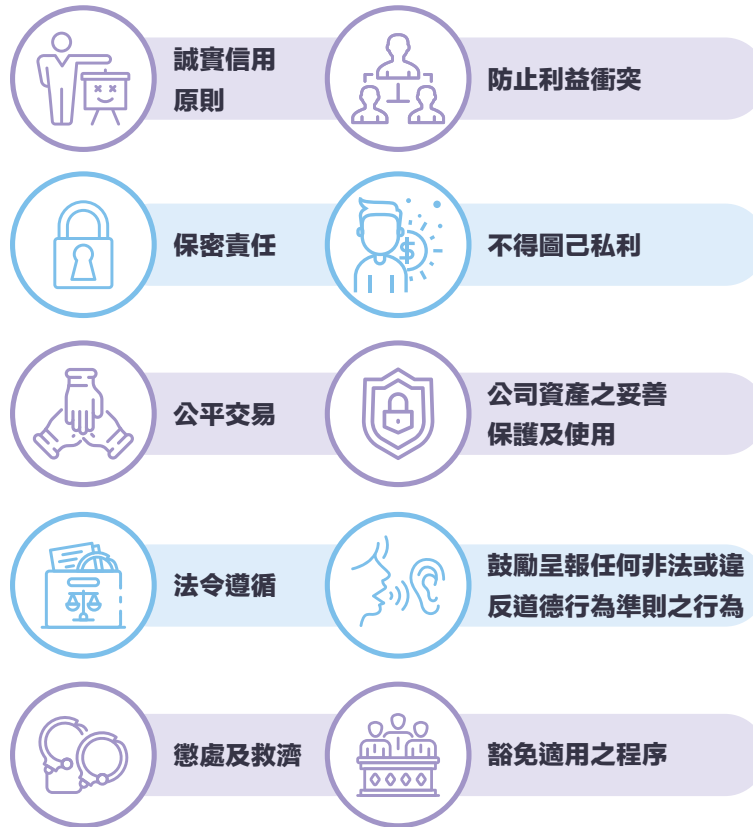 誠實信用
原則
防止利益衝突
保密責任
不得圖己私利
公平交易
公司資產之妥善
保護及使用
法令遵循
鼓勵呈報任何非法或違
反道德行為準則之行為
懲處及救濟
豁免適用之程序